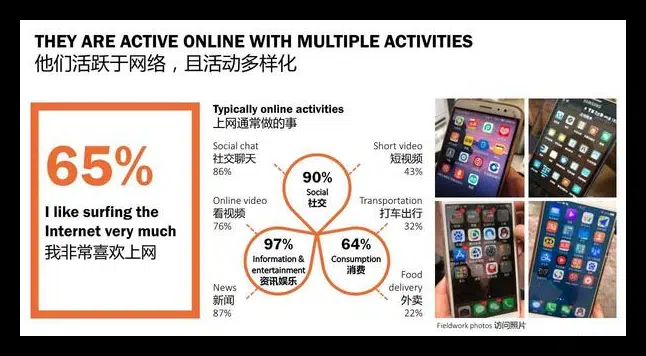 THEY ARE ACTIVE ONLINE WITH MULTIPLE ACTIVITIES
他们活跃于网络，且活动多样化
65%
I like surfing the
Internet very much
我非常喜欢上网
Typically online activities
上网通常做的事
Social chat
社交聊天
86%
Short video
短视频
43%
90%
Social
社交
Online video
看视频
76%
Transportation
打车出行
32%
97%
Information &
entertainment
资讯娱乐
64%
Consumption
消费
News
新闻
87%
Food
delivery
外卖
22%
Fieldwork photos 访问照片